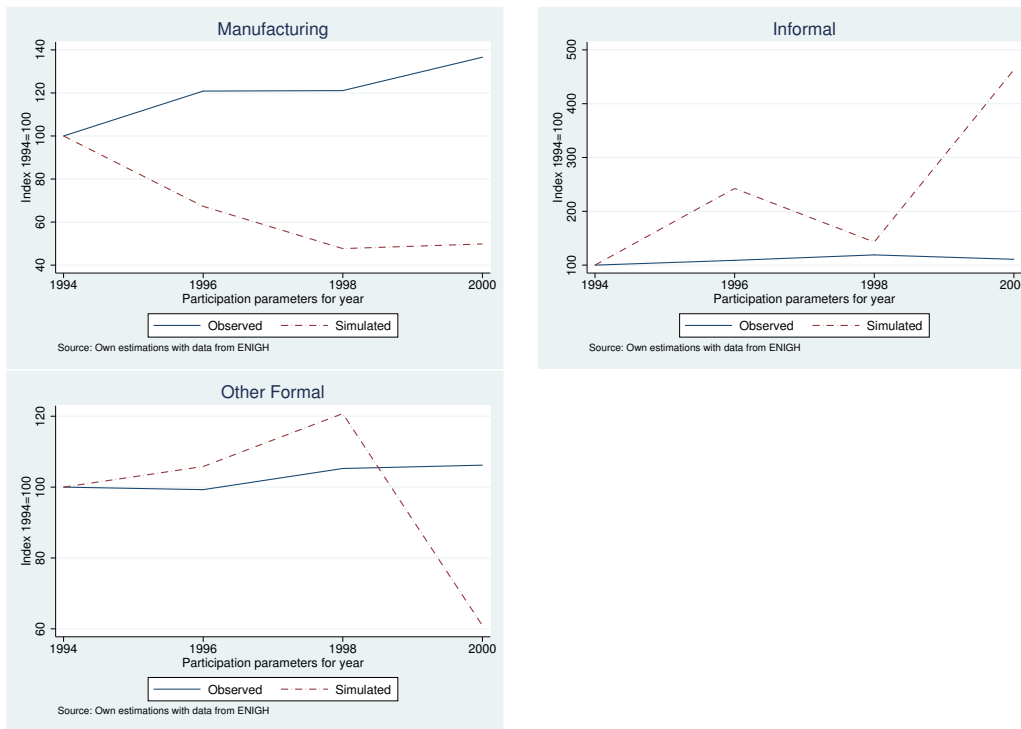 Manufacturing
Index 1994=100
140
120
100
80
60
40
1994 1996 1998 2000
Participation parameters for year
Observed Simulated
Source: Own estimations with data from ENIGH
Informal
Index 1994=100
500
400
300
200
100
1994 1996 1998 200
Participation parameters for year
Observed Simulated
Source: Own estimations with data from ENIGH
Other Formal
Index 1994=100
120
100
80
60
1994 1996 1998 2000
Participation parameters for year
Observed Simulated
Source: Own estimations with data from ENIGH